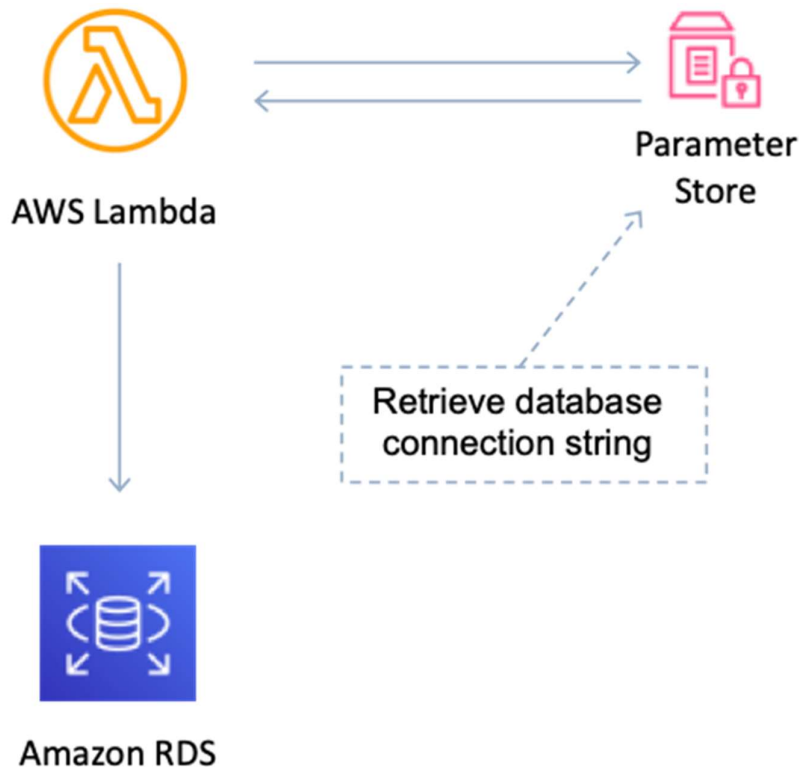 Parameter
Store
AWS Lambda
Retrieve database
connection string
Amazon RDS